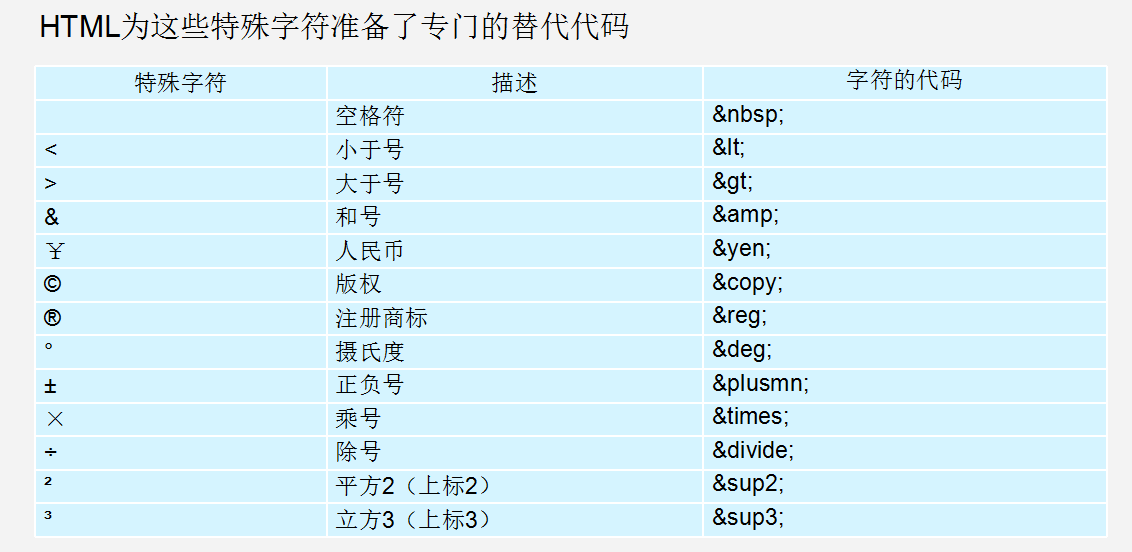 HTML为这些特殊字符准备了专门的替代代码
特殊字符 描述 字符的代码
空格符 &nbsp;
< 小于号 &lt;
> 大于号 &gt;
& 和号 &amp;
￥ 人民币 &yen;
© 版权 &copy;
® 注册商标 &reg;
° 摄氏度 &deg;
± 正负号 &plusmn;
× 乘号 &times;
÷ 除号 &divide;
² 平方2（上标2） &sup2;
³ 立方3（上标3） &sup3;